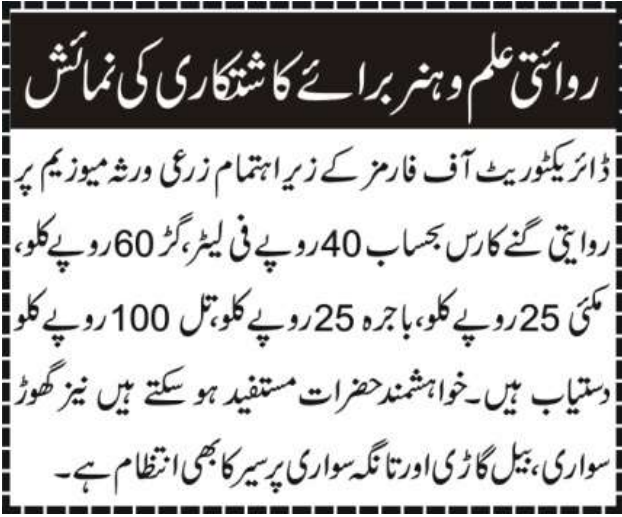 روائتی علم و ہنر برائے کاشتکاری کی نمائش
ڈائریکٹوریٹ آف فارمز کے زیرِ اہتمام زرعی ورثہ میوزیم پر
روایتی گنے کا رس بحساب 40 روپے فی لیٹر، گڑ 60 روپے کلو،
مکئی 25 روپے کلو، باجرہ 25 روپے کلو، تل 100 روپے کلو
دستیاب ہیں۔ خواہشمند حضرات مستفید ہو سکتے ہیں نیز گھوڑ
سواری، بیل گاڑی اور تانگہ سواری پر سیر کا بھی انتظام ہے۔